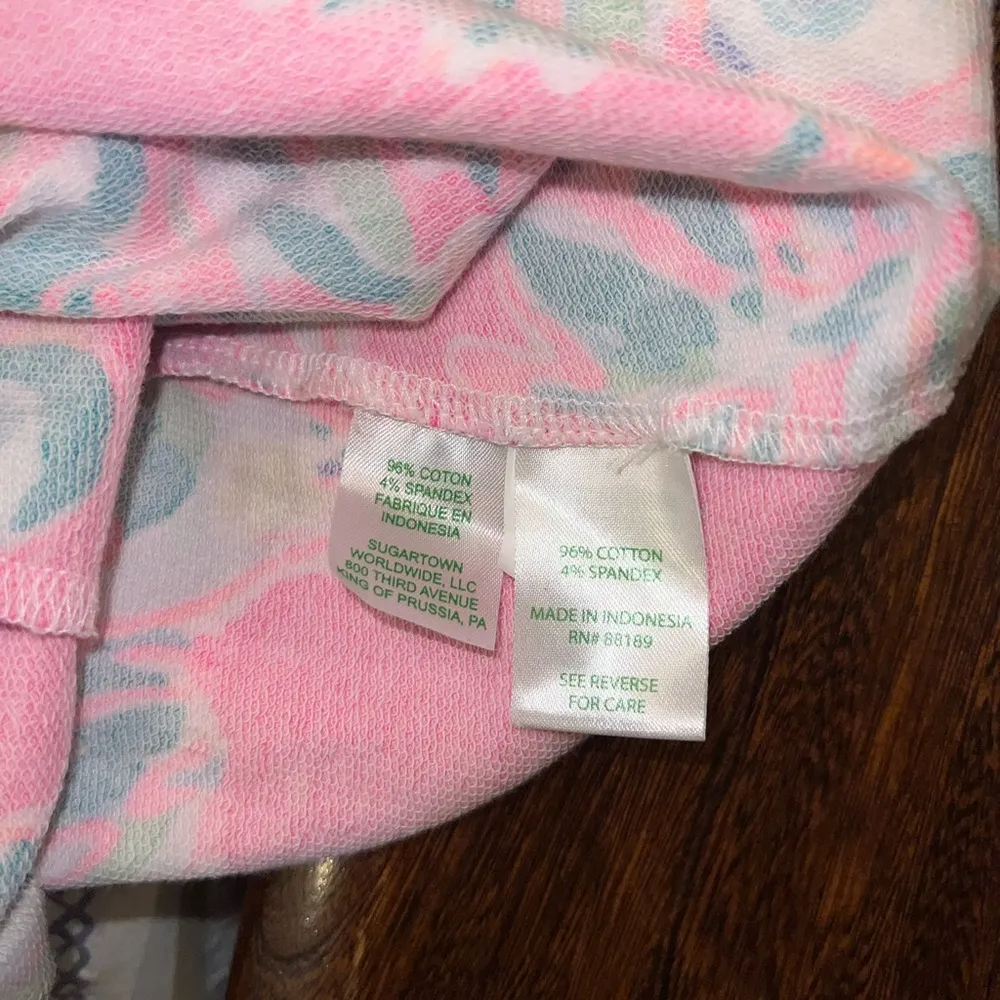 96% COTON
4% SPANDEX
FABRIQUE EN
INDONESIA
SUGARTOWN
WORLDWIDE, LLC
800 THIRD AVENUE
KING OF PRUSSIA, PA
96% COTTON
4% SPANDEX
MADE IN INDONESIA
RN# 88189
SEE REVERSE
FOR CARE